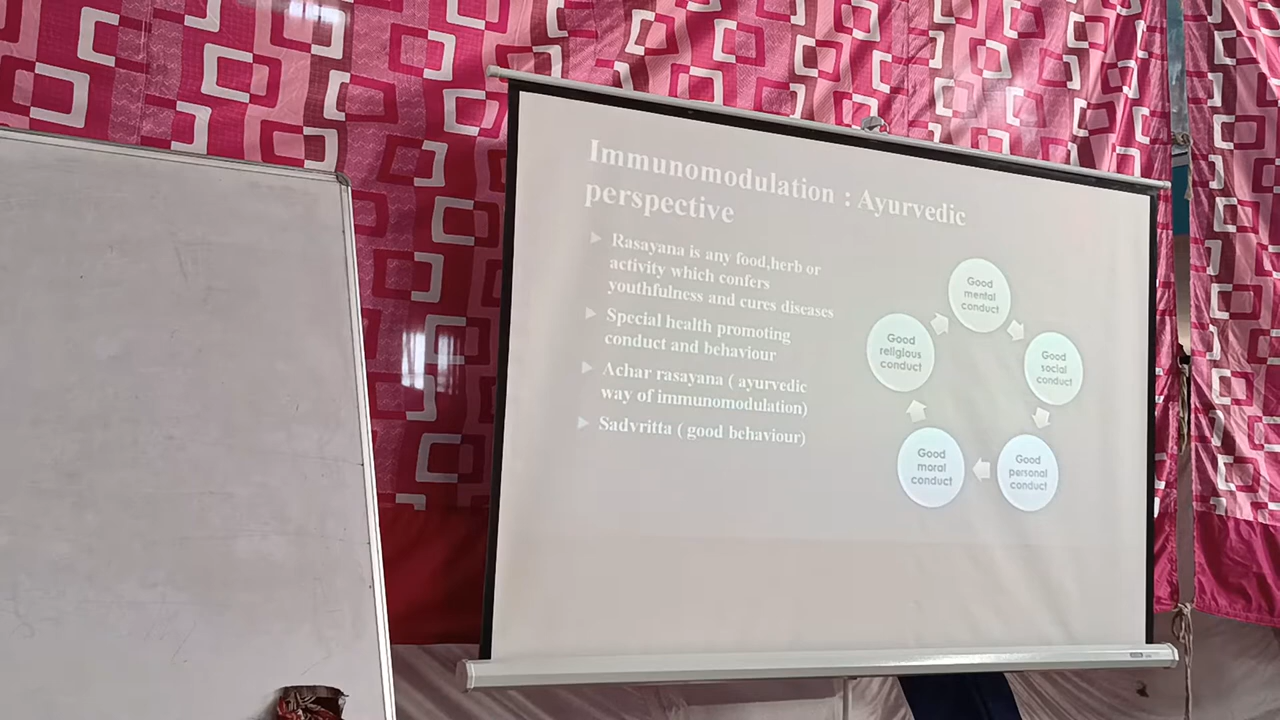 Immunomodulation : Ayurvedic
perspective
Rasayana is any food,herb or
activity which confers
youthfulness and cures diseases
Special health promoting
conduct and behaviour
Achar rasayana ( ayurvedic
way of immunomodulation)
Sadvritta ( good behaviour)
Good
mental
conduct
Good
social
conduct
Good
personal
conduct
Good
moral
conduct
Good
religious
conduct